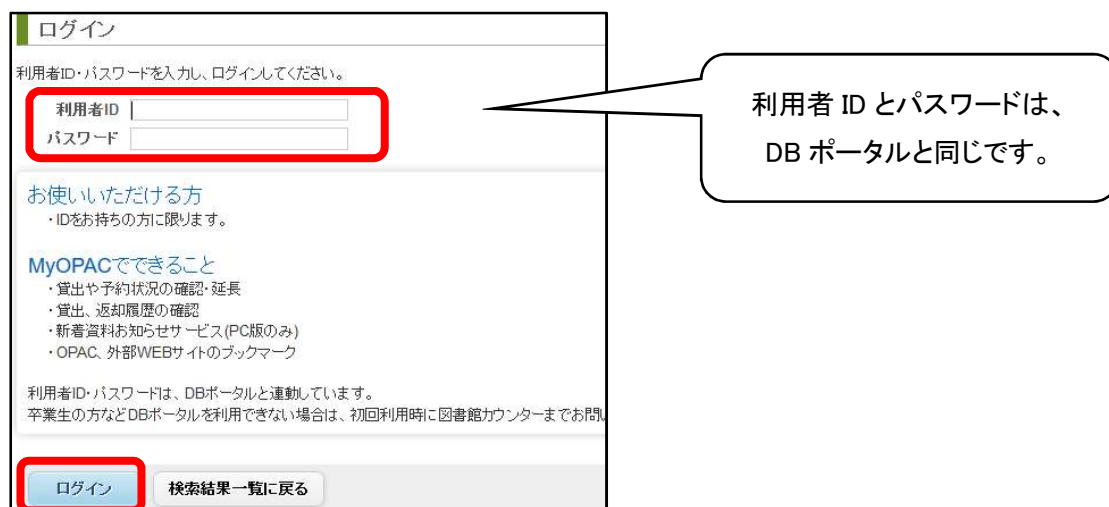 ログイン
利用者ID・パスワードを入力し、ログインしてください。
利用者ID
パスワード
利用者 ID とパスワードは、
DB ポータルと同じです。
お使いいただける方
・IDをお持ちの方に限ります。
MyOPACでできること
・貸出や予約状況の確認・延長
・貸出、返却履歴の確認
・新着資料お知らせサービス(PC版のみ)
・OPAC、外部WEBサイトのブックマーク
利用者ID・パスワードは、DBポータルと連動しています。
卒業生の方などDBポータルを利用できない場合は、初回利用時に図書館カウンターまでお問い
ログイン
検索結果一覧に戻る